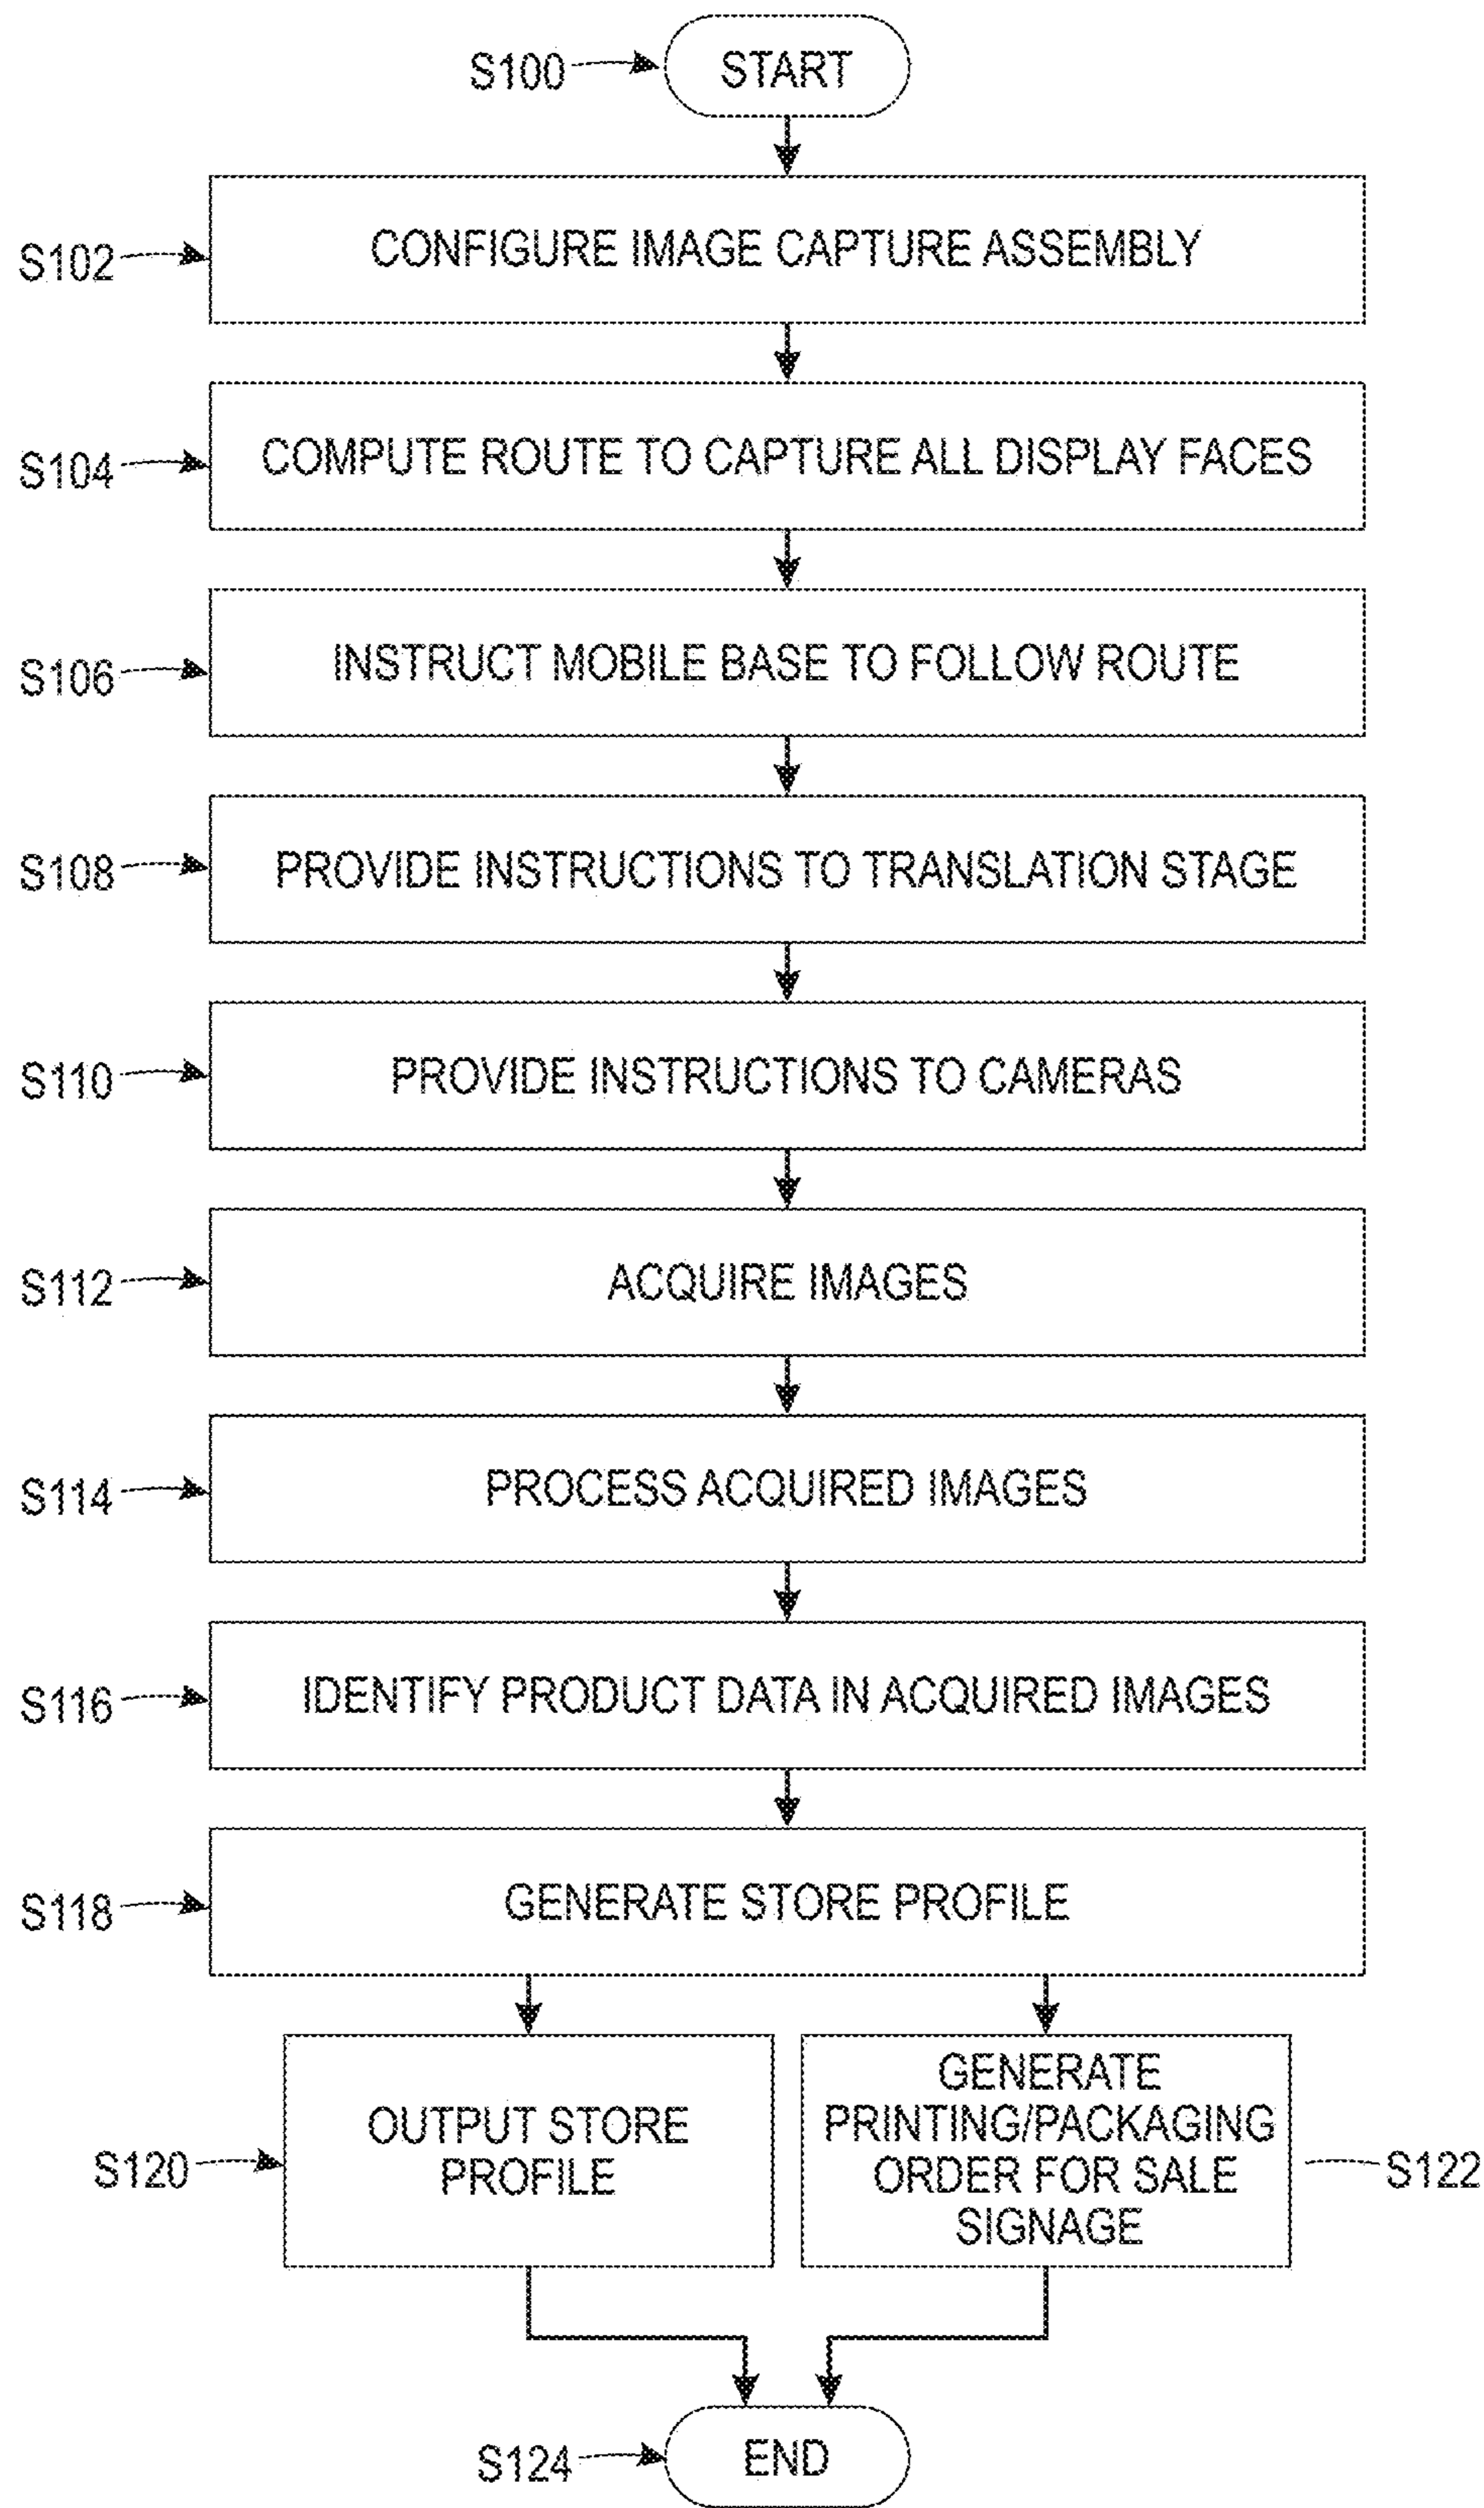 S100
START
S102
CONFIGURE IMAGE CAPTURE ASSEMBLY
S104
COMPUTE ROUTE TO CAPTURE ALL DISPLAY FACES
S106
INSTRUCT MOBILE BASE TO FOLLOW ROUTE
S108
PROVIDE INSTRUCTIONS TO TRANSLATION STAGE
S110
PROVIDE INSTRUCTIONS TO CAMERAS
S112
ACQUIRE IMAGES
S114
PROCESS ACQUIRED IMAGES
S116
IDENTIFY PRODUCT DATA IN ACQUIRED IMAGES
S118
GENERATE STORE PROFILE
S120
OUTPUT STORE
PROFILE
GENERATE
PRINTING/PACKAGING
ORDER FOR SALE
SIGNAGE
S122
S124
END